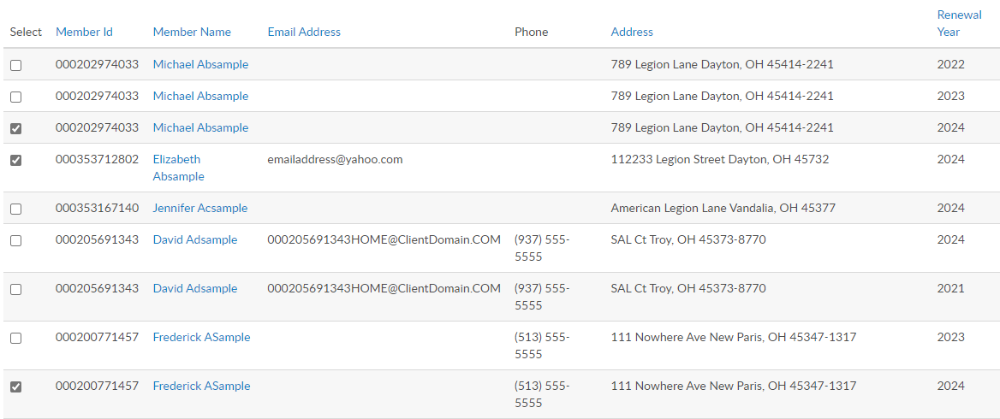 Select Member Id Member Name Email Address Phone Address Renewal Year
000202974033 Michael Absample 789 Legion Lane Dayton, OH 45414-2241 2022
000202974033 Michael Absample 789 Legion Lane Dayton, OH 45414-2241 2023
000202974033 Michael Absample 789 Legion Lane Dayton, OH 45414-2241 2024
000353712802 Elizabeth Absample emailaddress@yahoo.com 112233 Legion Street Dayton, OH 45732 2024
000353167140 Jennifer Acsample American Legion Lane Vandalia, OH 45377 2024
000205691343 David Adsample 000205691343HOME@ClientDomain.COM (937) 555-5555 SAL Ct Troy, OH 45373-8770 2024
000205691343 David Adsample 000205691343HOME@ClientDomain.COM (937) 555-5555 SAL Ct Troy, OH 45373-8770 2021
000200771457 Frederick ASample (513) 555-5555 111 Nowhere Ave New Paris, OH 45347-1317 2023
000200771457 Frederick ASample (513) 555-5555 111 Nowhere Ave New Paris, OH 45347-1317 2024